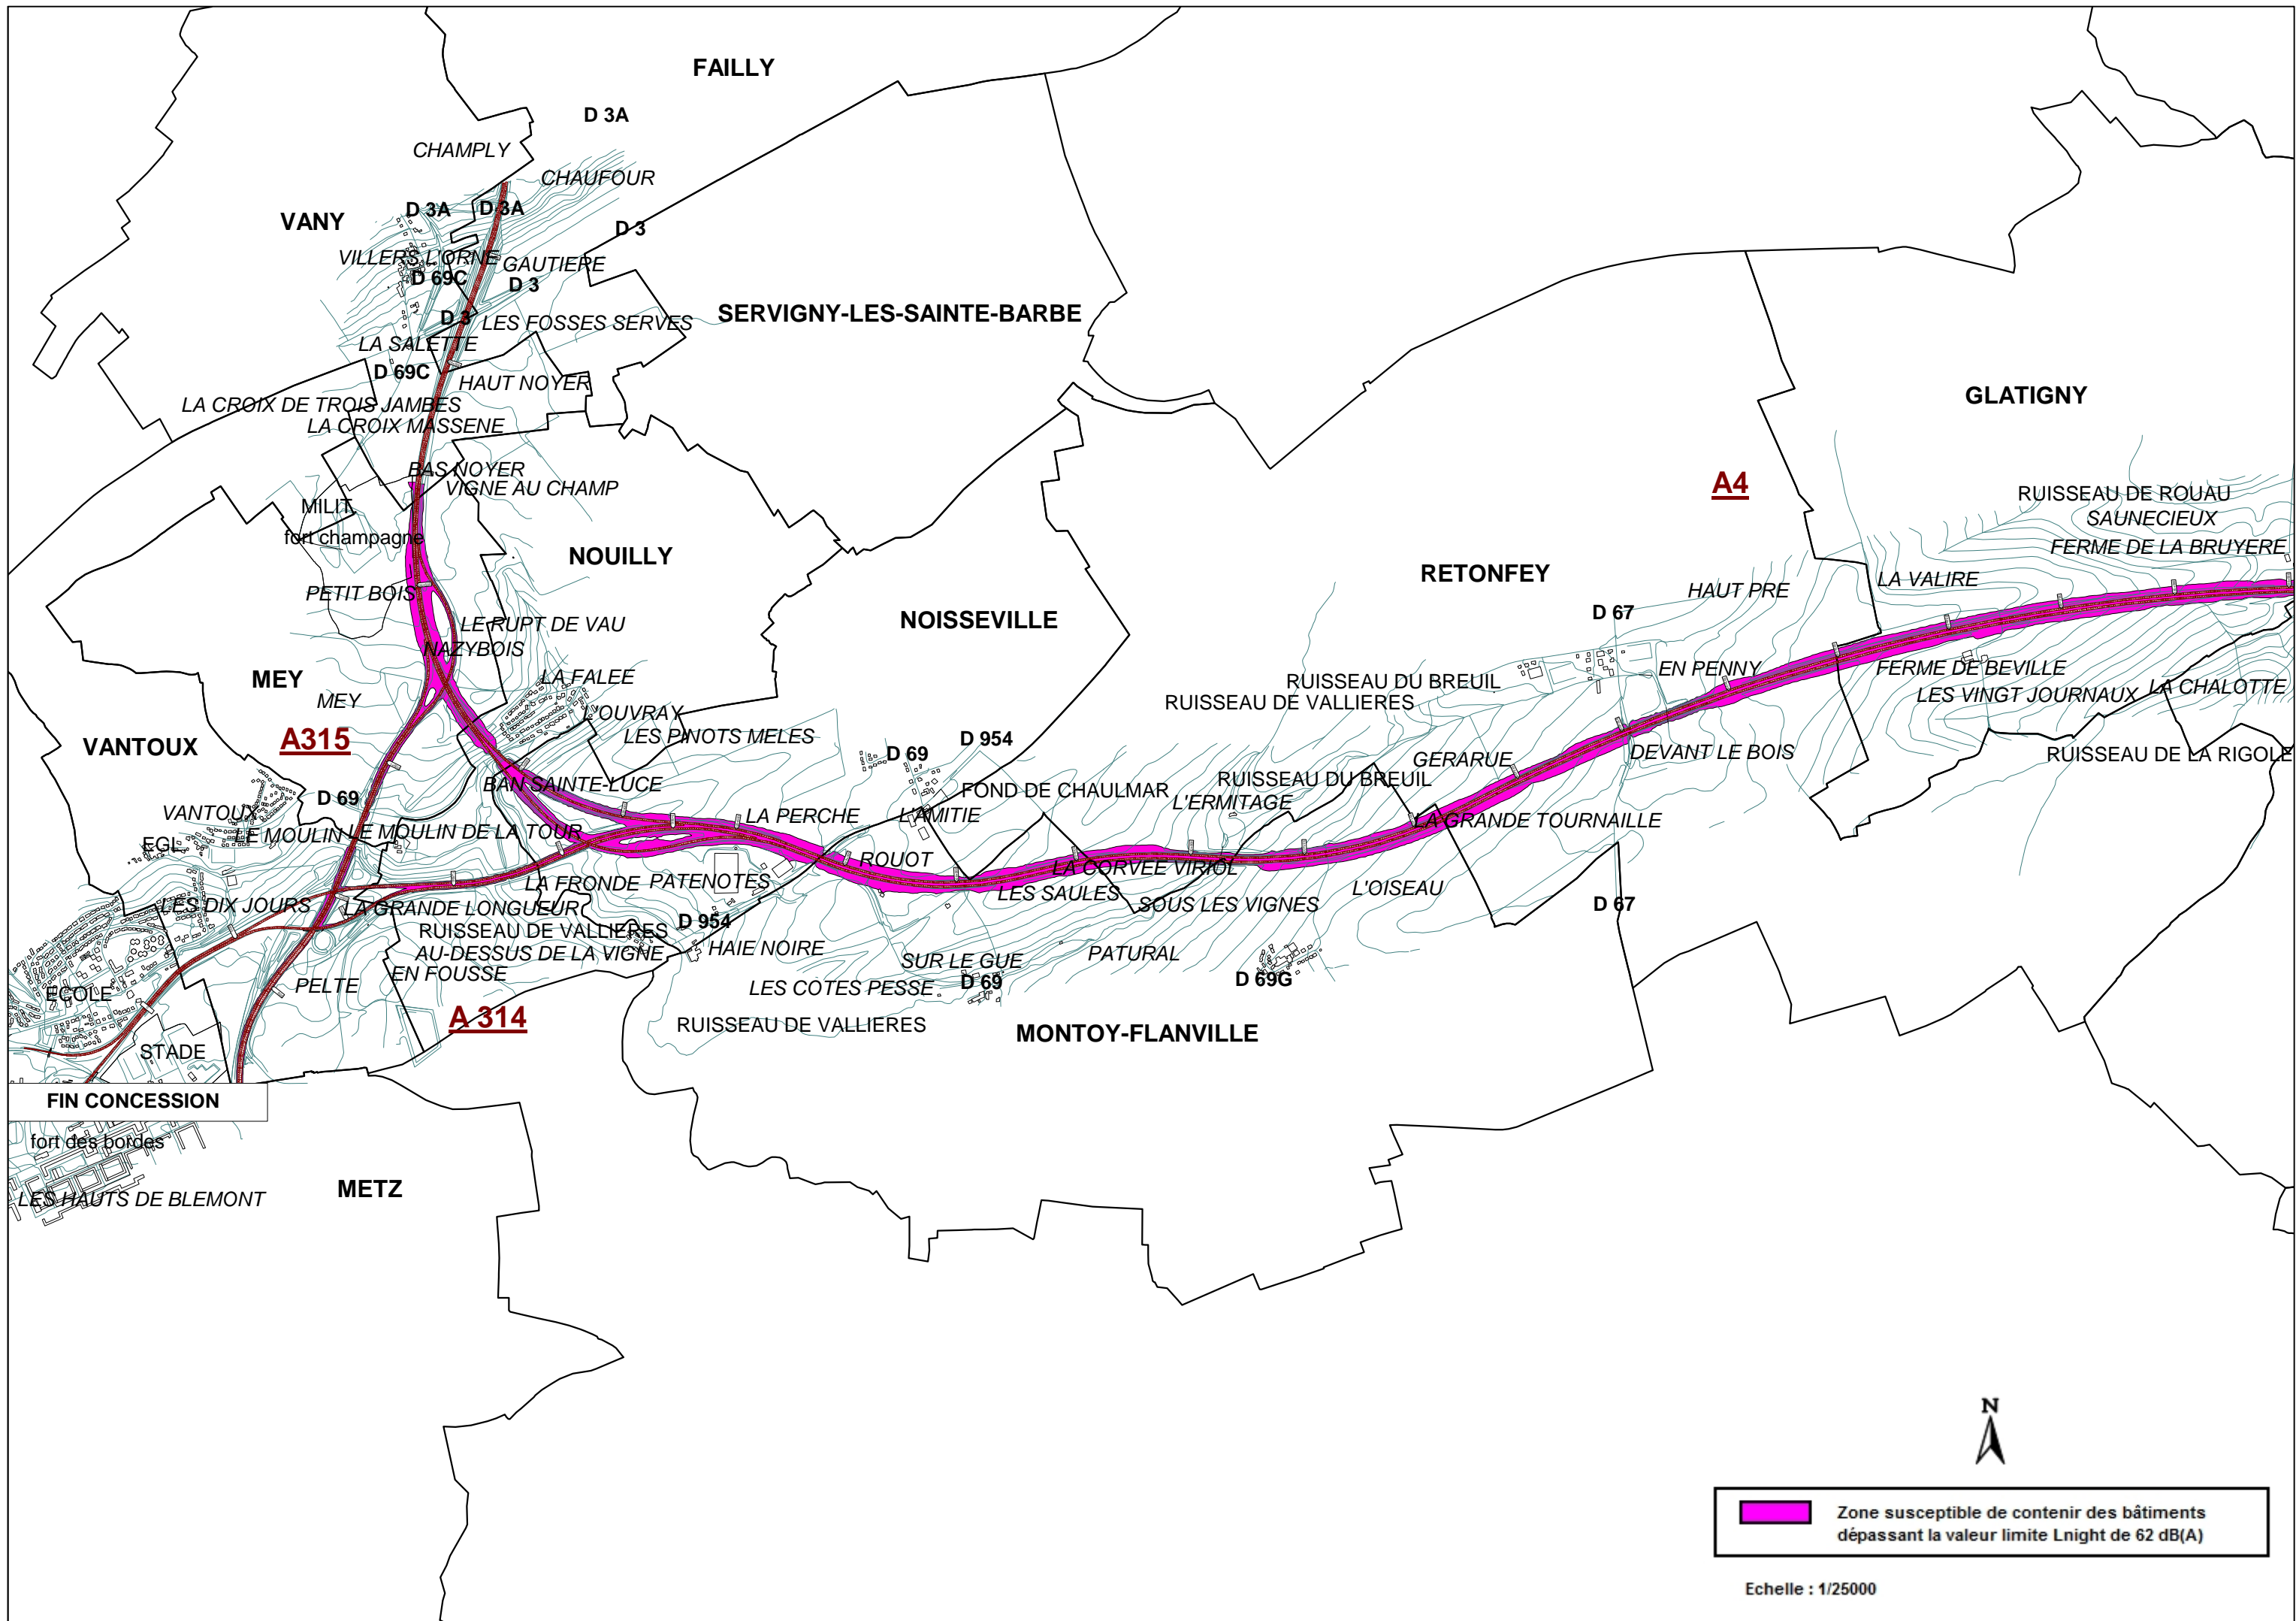 FAILLY
D 3A
CHAMPLY
CHAUFOUR
D 3A
D 3A
VANY
D 3
VILLERS L'ORNE
GAUTIERE
D 69C
D 3
D 3
LES FOSSES SERVES
SERVIGNY-LES-SAINTE-BARBE
LA SALETTE
D 69C
HAUT NOYER
GLATIGNY
LA CROIX DE TROIS JAMBES
LA CROIX MASSENE
BAS NOYER
VIGNE AU CHAMP
A4
RUISSEAU DE ROUAU
MILIT.
SAUNECIEUX
fort champagne
FERME DE LA BRUYERE
NOUILLY
RETONFEY
LA VALIRE
PETIT BOIS
HAUT PRE
D 67
LE RUPT DE VAU
NOISSEVILLE
NAZYBOIS
MEY
LA FALEE
EN PENNY
FERME DE BEVILLE
RUISSEAU DU BREUIL
LES VINGT JOURNAUX
LA CHALOTTE
MEY
RUISSEAU DE VALLIERES
L'OUVRAY
A315
LES PINOTS MELES
D 954
VANTOUX
D 69
DEVANT LE BOIS
RUISSEAU DE LA RIGOLE
GERARUE
BAN SAINTE-LUCE
RUISSEAU DU BREUIL
FOND DE CHAULMAR
D 69
L'ERMITAGE
VANTOUX
LA PERCHE
L'AMITIE
LA GRANDE TOURNAILLE
LE MOULIN
LE MOULIN DE LA TOUR
EGL.
ROUOT
LA CORVEE VIRIOL
LA FRONDE
PATENOTES
L'OISEAU
LES SAULES
LES DIX JOURS
LA GRANDE LONGUEUR
SOUS LES VIGNES
D 67
D 954
RUISSEAU DE VALLIERES
HAIE NOIRE
AU-DESSUS DE LA VIGNE
PATURAL
SUR LE GUE
EN FOUSSE
D 69
D 69G
PELTE
LES COTES PESSE
ECOLE
A 314
RUISSEAU DE VALLIERES
MONTOY-FLANVILLE
STADE
FIN CONCESSION
fort des bordes
METZ
LES HAUTS DE BLEMONT
N
Zone susceptible de contenir des bâtiments
dépassant la valeur limite Lnight de 62 dB(A)
Echelle : 1/25000